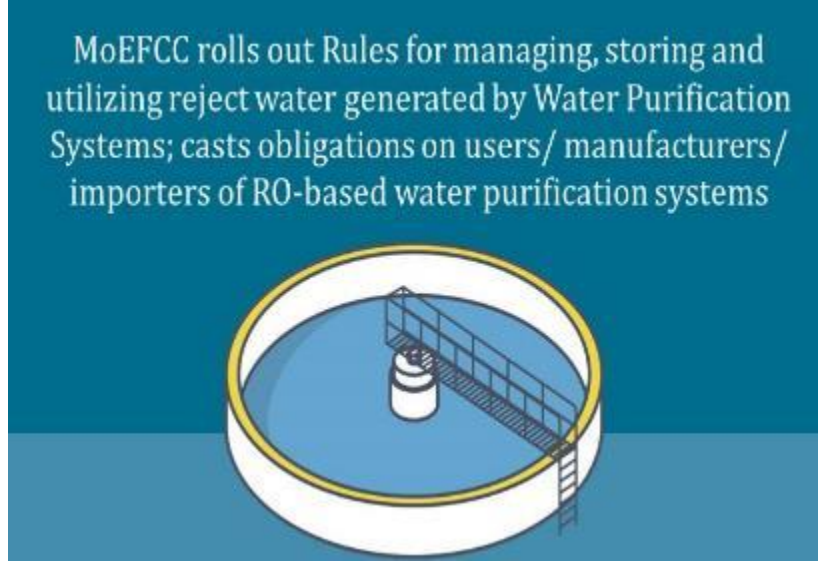 MoEFCC rolls out Rules for managing, storing and
utilizing reject water generated by Water Purification
Systems; casts obligations on users/ manufacturers/
importers of RO-based water purification systems